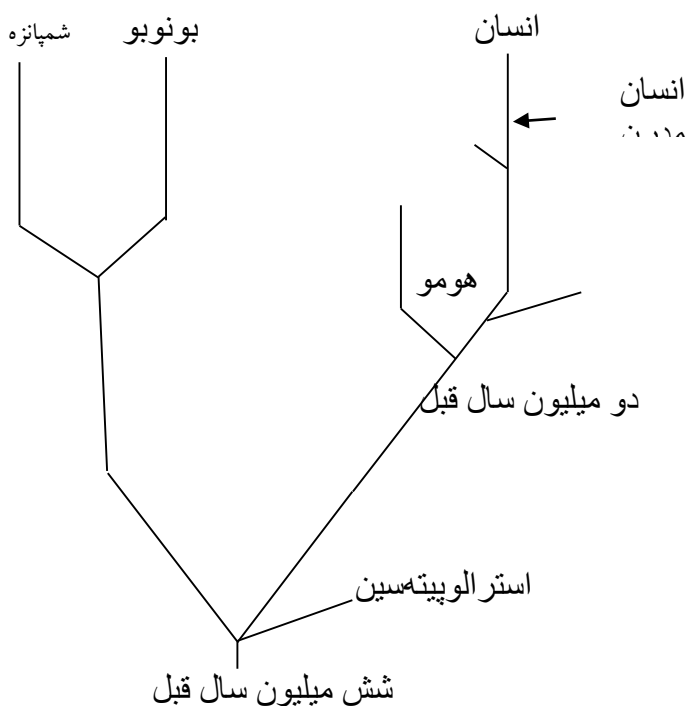 انسان
بونوبو
شمپانزه
انسان
هومو
دو میلیون سال قبل
استرالوپیته‌سین
شش میلیون سال قبل